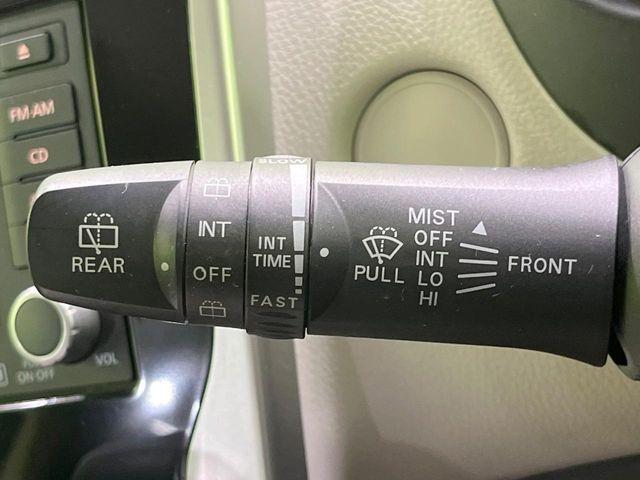 FM·AM
CD
VOL
ON·OFF
REAR
INT
OFF
SLOW
INT
TIME
FAST
PULL
MIST
OFF
INT
LO
HI
FRONT